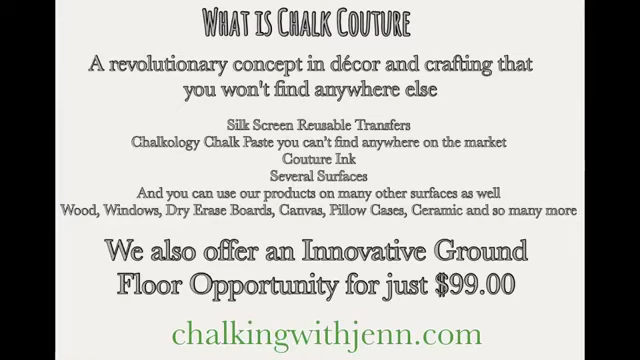 What is Chalk Couture
A revolutionary concept in décor and crafting that
you won't find anywhere else
Silk Screen Reusable Transfers
Chalkology Chalk Paste you can't find anywhere on the market
Couture Ink
Several Surfaces
And you can use our products on many other surfaces as well
Wood, Windows, Dry Erase Boards, Canvas, Pillow Cases, Ceramic and so many more
We also offer an Innovative Ground
Floor Opportunity for just $99.00
chalkingwithjenn.com